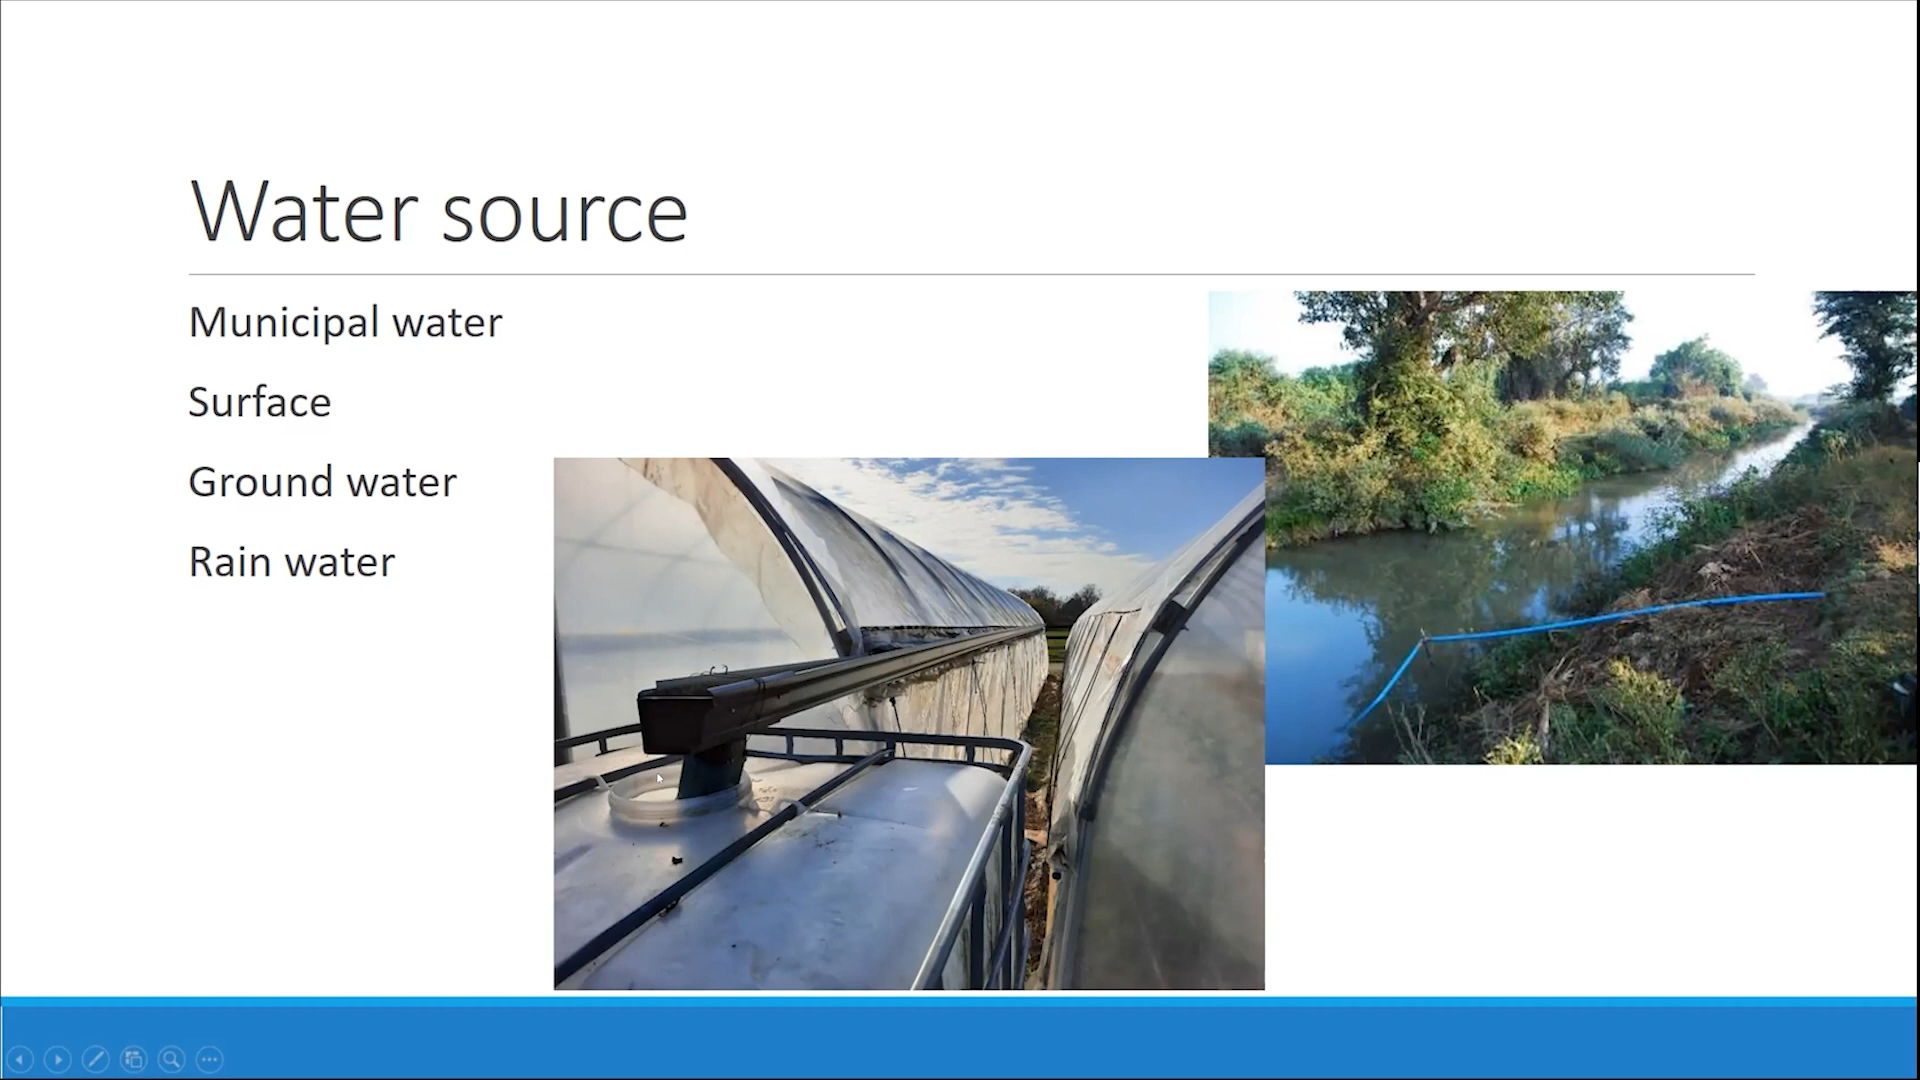 Water source
Municipal water
Surface
Ground water
Rain water